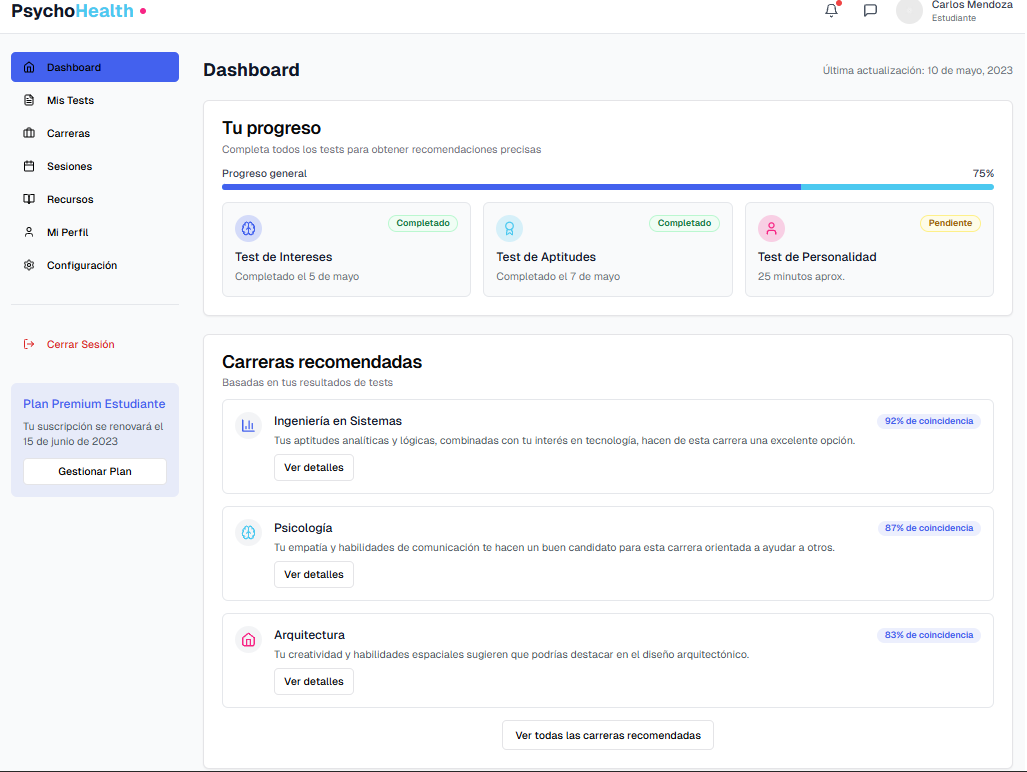 PsychoHealth
Carlos Mendoza
Estudiante
Dashboard
Mis Tests
Carreras
Sesiones
Recursos
Mi Perfil
Configuración
Cerrar Sesión
Plan Premium Estudiante
Tu suscripción se renovará el
15 de junio de 2023
Gestionar Plan
Dashboard
Última actualización: 10 de mayo, 2023
Tu progreso
Completa todos los tests para obtener recomendaciones precisas
Progreso general
75%
Completado
Test de Intereses
Completado el 5 de mayo
Completado
Test de Aptitudes
Completado el 7 de mayo
Pendiente
Test de Personalidad
25 minutos aprox.
Carreras recomendadas
Basadas en tus resultados de tests
Ingeniería en Sistemas
92% de coincidencia
Tus aptitudes analíticas y lógicas, combinadas con tu interés en tecnología, hacen de esta carrera una excelente opción.
Ver detalles
Psicología
87% de coincidencia
Tu empatía y habilidades de comunicación te hacen un buen candidato para esta carrera orientada a ayudar a otros.
Ver detalles
Arquitectura
83% de coincidencia
Tu creatividad y habilidades espaciales sugieren que podrías destacar en el diseño arquitectónico.
Ver detalles
Ver todas las carreras recomendadas